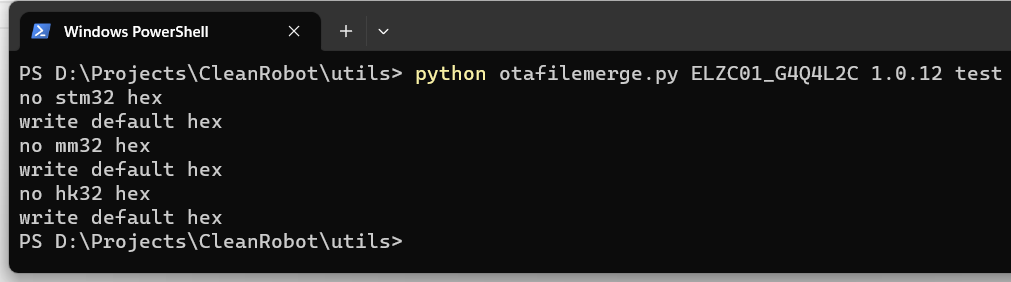 Windows PowerShell
PS D:\Projects\CleanRobot\utils> python otafilemerge.py ELZC01_G4Q4L2C 1.0.12 test
no stm32 hex
write default hex
no mm32 hex
write default hex
no hk32 hex
write default hex
PS D:\Projects\CleanRobot\utils>